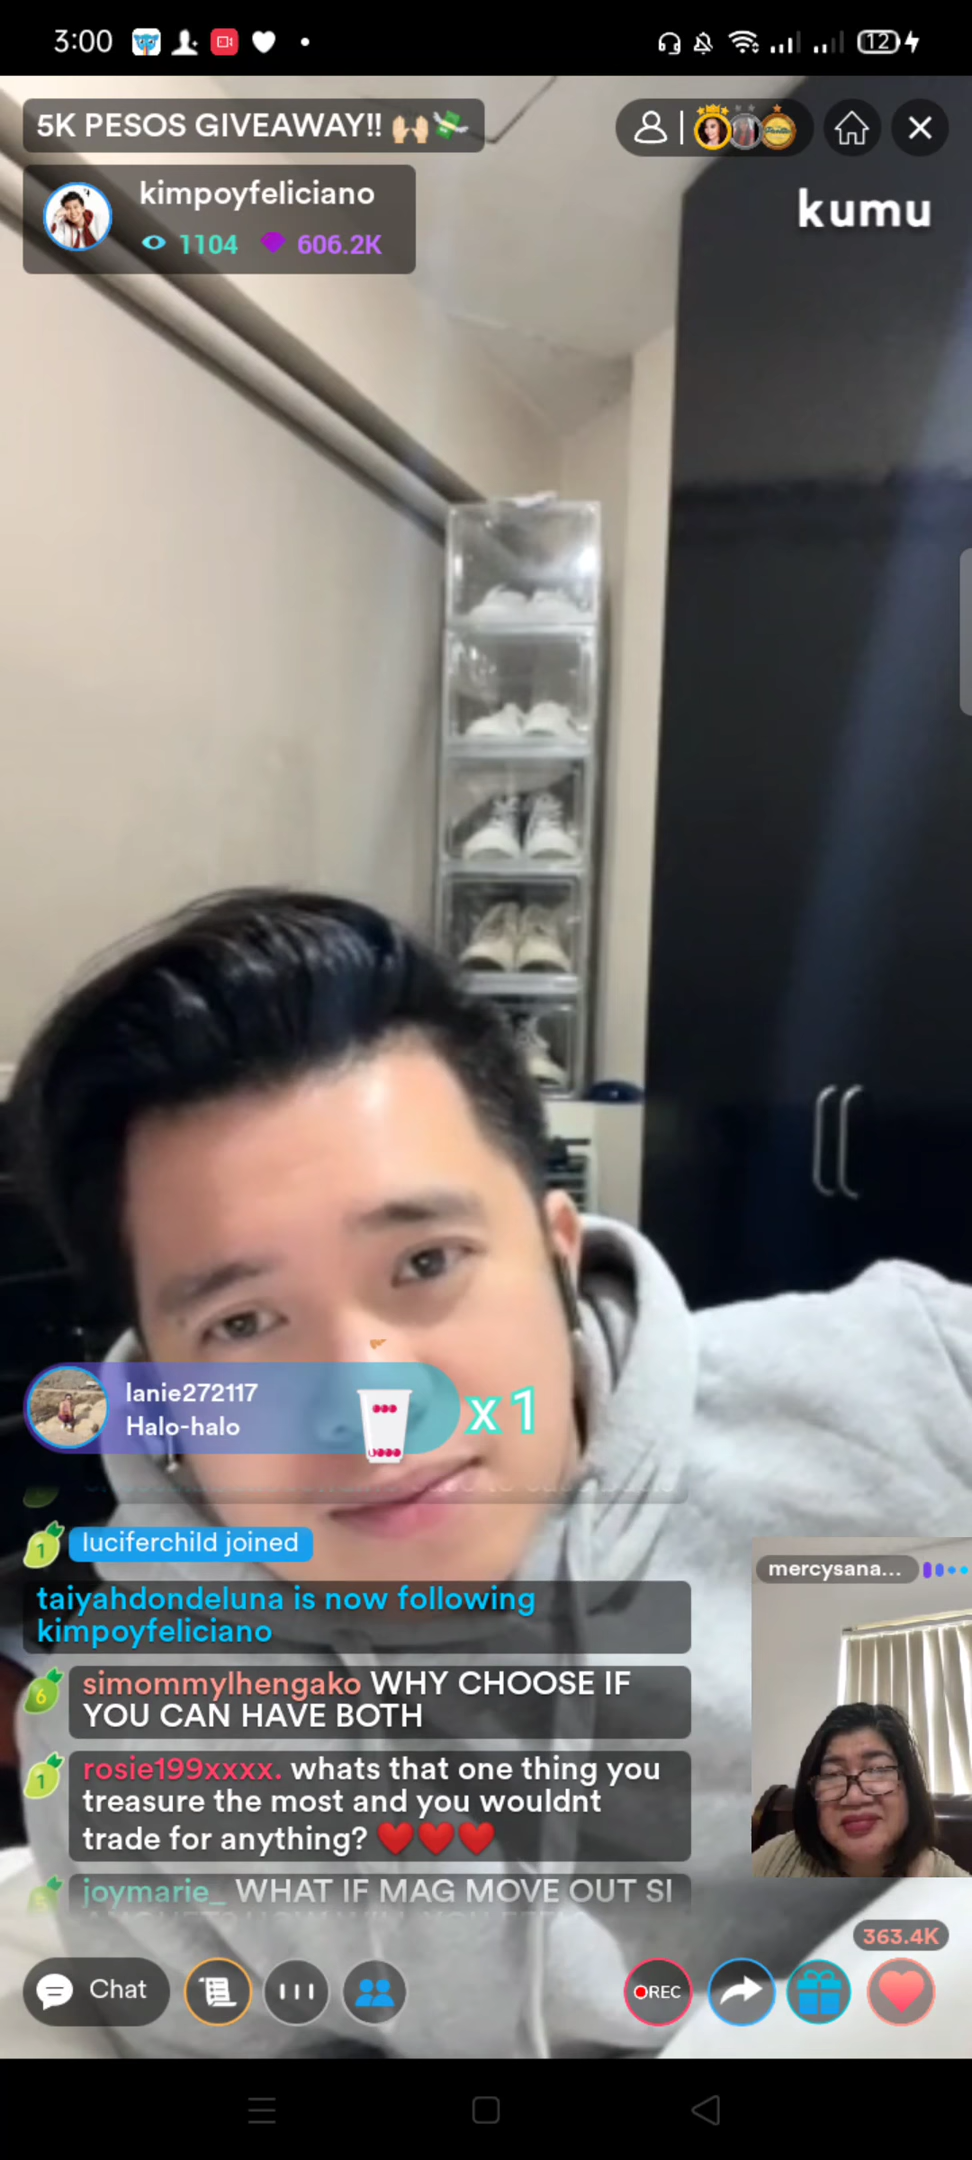 3:00
12
5K PESOS GIVEAWAY!! 🙌🏻💸
kimpoyfeliciano
1104 606.2K
kumu
lanie272117
Halo-halo
x1
1 luciferchild joined
taiyahdondeluna is now following
kimpoyfeliciano
6 simommylhengako WHY CHOOSE IF
YOU CAN HAVE BOTH
1 rosie199xxxx. whats that one thing you
treasure the most and you wouldnt
trade for anything? ❤️❤️❤️
joymarie_ WHAT IF MAG MOVE OUT SI
mercysana...
363.4K
Chat
REC